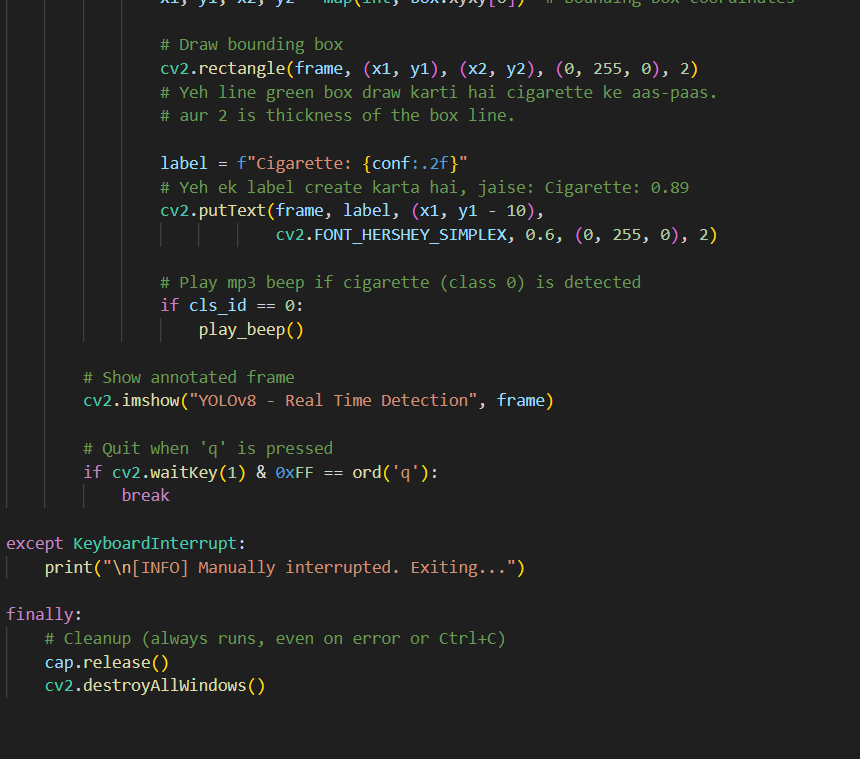 x1, y1, x2, y2 = map(int, box.xyxy[0])  # Bounding box coordinates
# Draw bounding box
cv2.rectangle(frame, (x1, y1), (x2, y2), (0, 255, 0), 2)
# Yeh line green box draw karti hai cigarette ke aas-paas.
# aur 2 is thickness of the box line.
label = f"Cigarette: {conf:.2f}"
# Yeh ek label create karta hai, jaise: Cigarette: 0.89
cv2.putText(frame, label, (x1, y1 - 10),
cv2.FONT_HERSHEY_SIMPLEX, 0.6, (0, 255, 0), 2)
# Play mp3 beep if cigarette (class 0) is detected
if cls_id == 0:
play_beep()
# Show annotated frame
cv2.imshow("YOLOv8 - Real Time Detection", frame)
# Quit when 'q' is pressed
if cv2.waitKey(1) & 0xFF == ord('q'):
break
except KeyboardInterrupt:
print("\n[INFO] Manually interrupted. Exiting...")
finally:
# Cleanup (always runs, even on error or Ctrl+C)
cap.release()
cv2.destroyAllWindows()